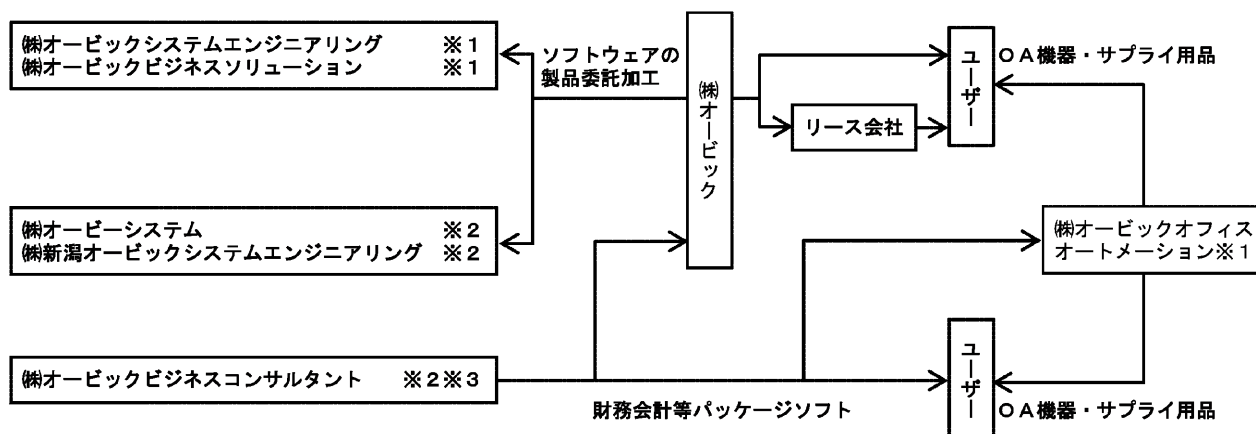 ㈱オービックシステムエンジニアリング ※１
㈱オービックビジネスソリューション ※１
ソフトウェアの
製品委託加工
㈱オービック
リース会社
ユーザー
ＯＡ機器・サプライ用品
㈱オービーシステム ※２
㈱新潟オービックシステムエンジニアリング ※２
㈱オービックオフィス
オートメーション※１
㈱オービックビジネスコンサルタント ※２※３
財務会計等パッケージソフト
ユーザー
ＯＡ機器・サプライ用品